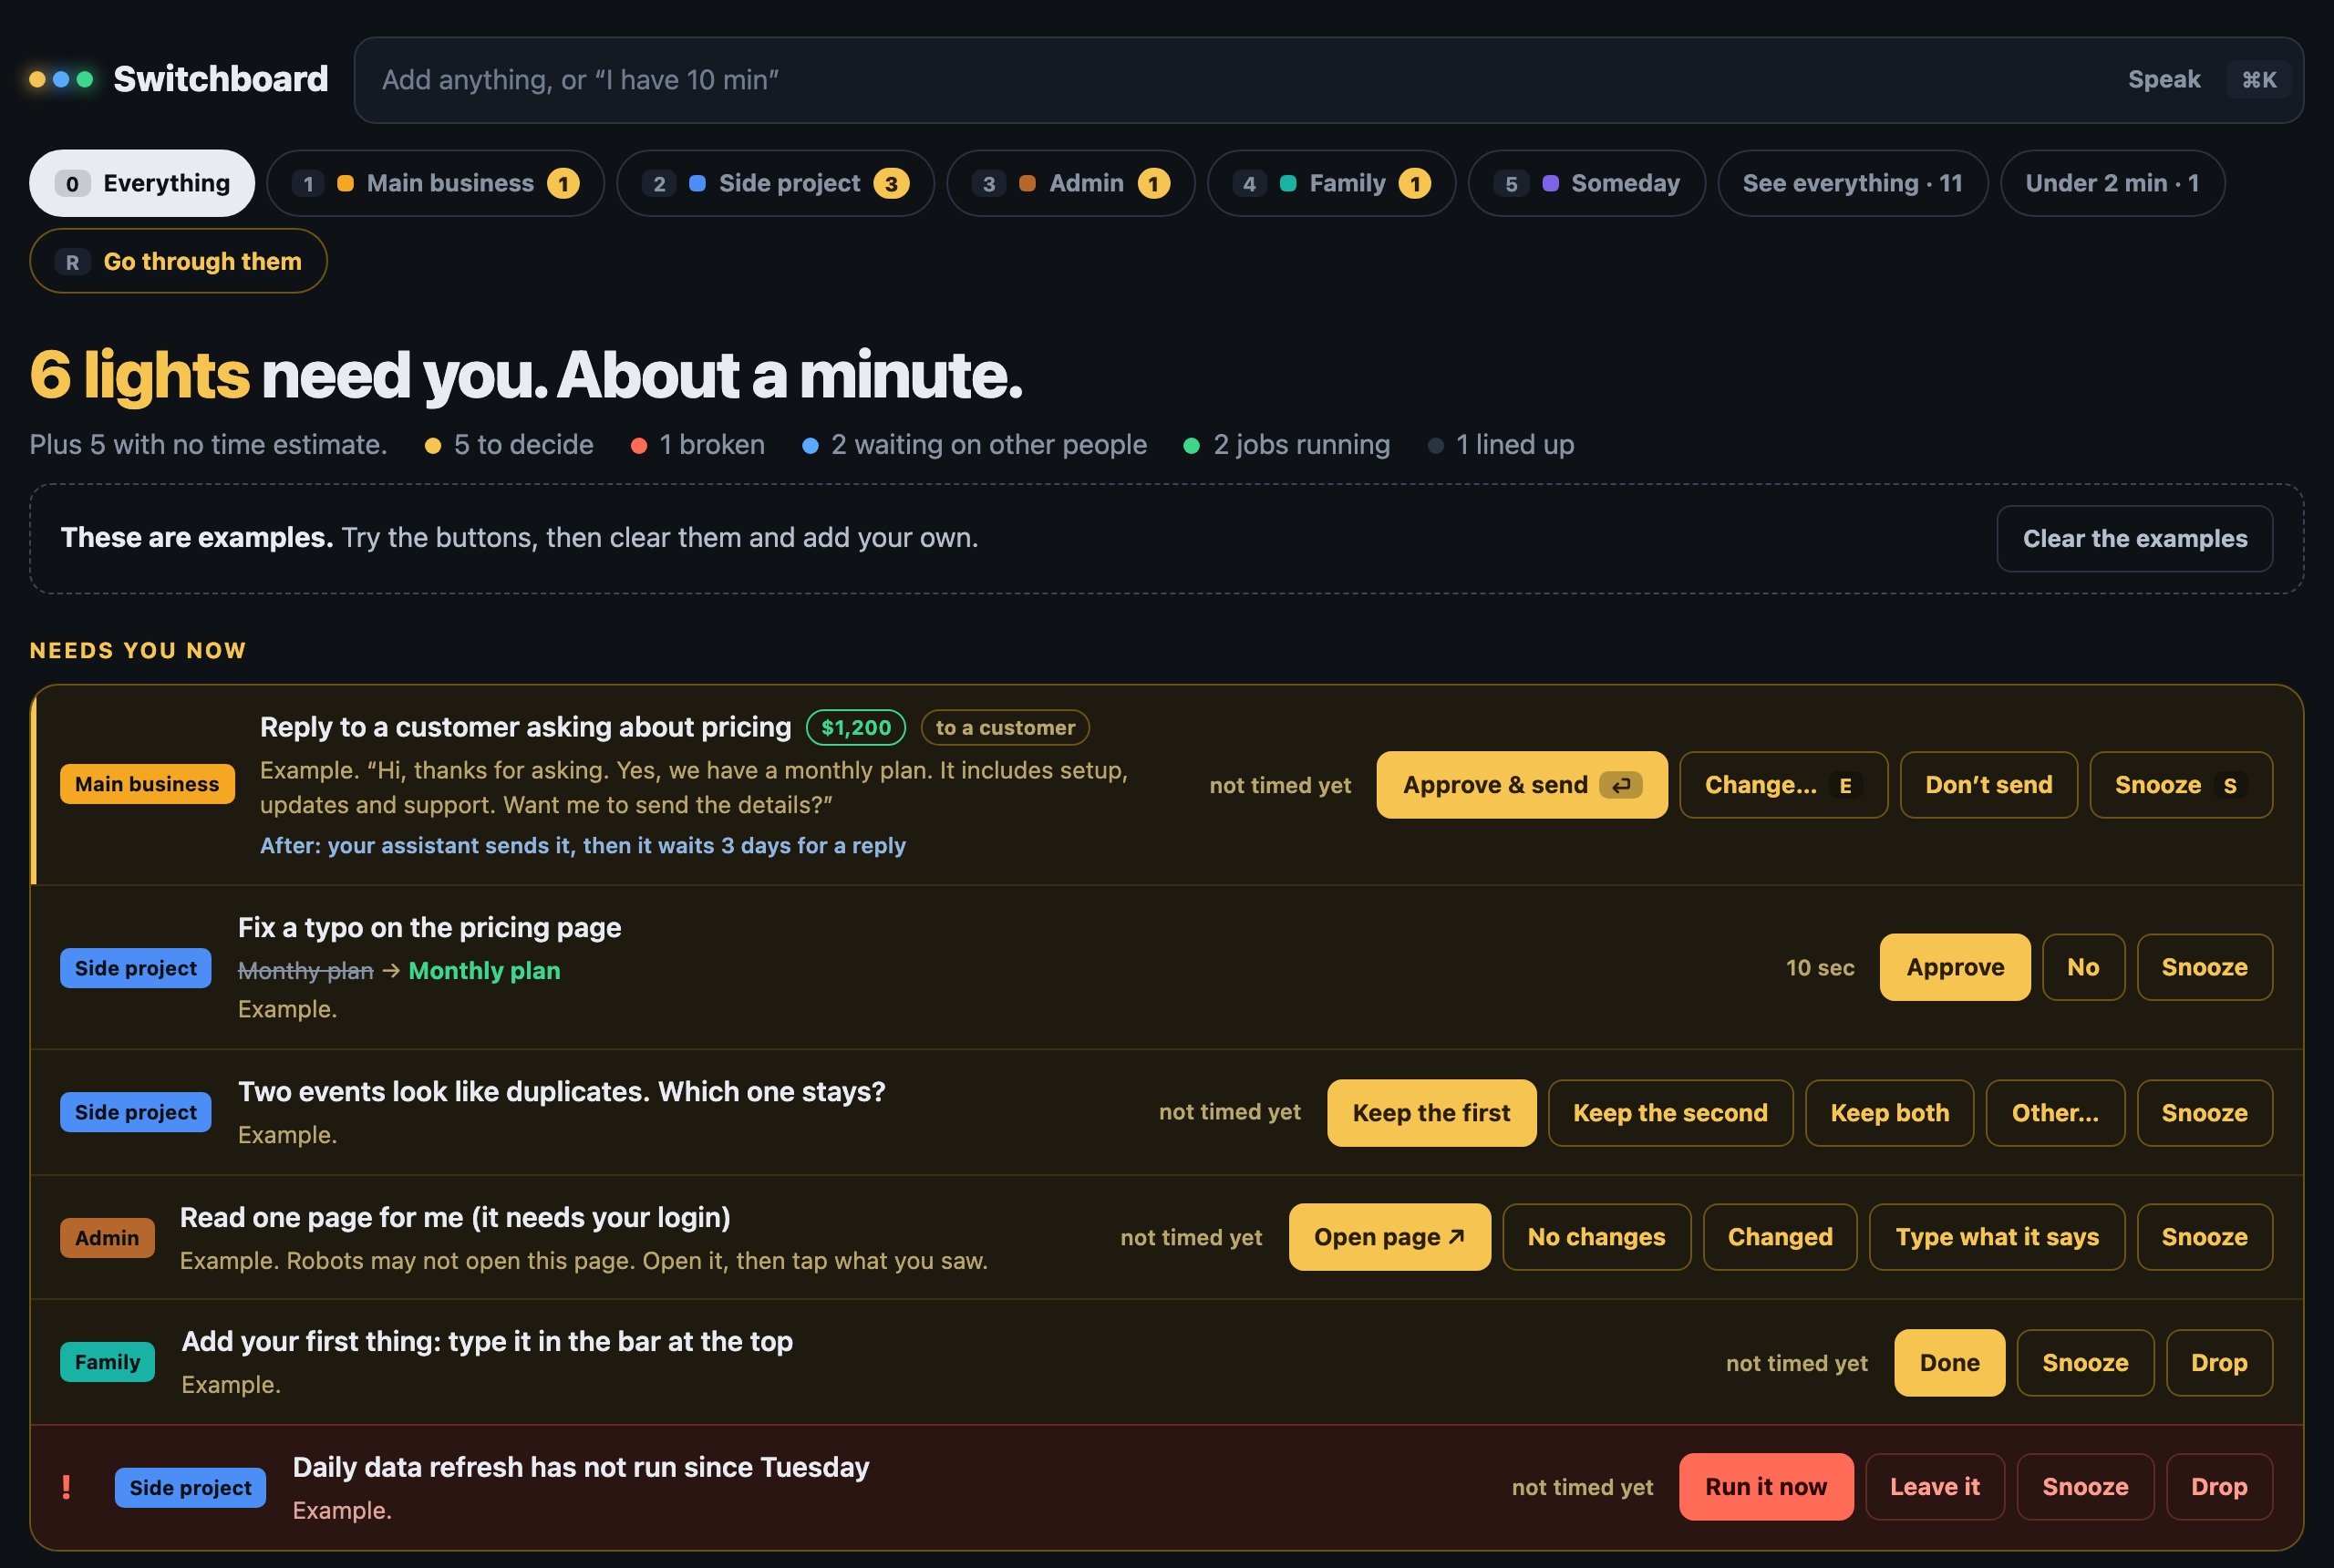 Switchboard
Add anything, or “I have 10 min”
Speak
⌘K
0 Everything
1 Main business 1
2 Side project 3
3 Admin 1
4 Family 1
5 Someday
See everything · 11
Under 2 min · 1
R Go through them
6 lights need you. About a minute.
Plus 5 with no time estimate.
5 to decide
1 broken
2 waiting on other people
2 jobs running
1 lined up
These are examples. Try the buttons, then clear them and add your own.
Clear the examples
NEEDS YOU NOW
Main business
Reply to a customer asking about pricing
$1,200
to a customer
Example. “Hi, thanks for asking. Yes, we have a monthly plan. It includes setup,
updates and support. Want me to send the details?”
After: your assistant sends it, then it waits 3 days for a reply
not timed yet
Approve & send ↵
Change... E
Don’t send
Snooze S
Side project
Fix a typo on the pricing page
Monthy plan → Monthly plan
Example.
10 sec
Approve
No
Snooze
Side project
Two events look like duplicates. Which one stays?
Example.
not timed yet
Keep the first
Keep the second
Keep both
Other...
Snooze
Admin
Read one page for me (it needs your login)
Example. Robots may not open this page. Open it, then tap what you saw.
not timed yet
Open page ↗
No changes
Changed
Type what it says
Snooze
Family
Add your first thing: type it in the bar at the top
Example.
not timed yet
Done
Snooze
Drop
!
Side project
Daily data refresh has not run since Tuesday
Example.
not timed yet
Run it now
Leave it
Snooze
Drop